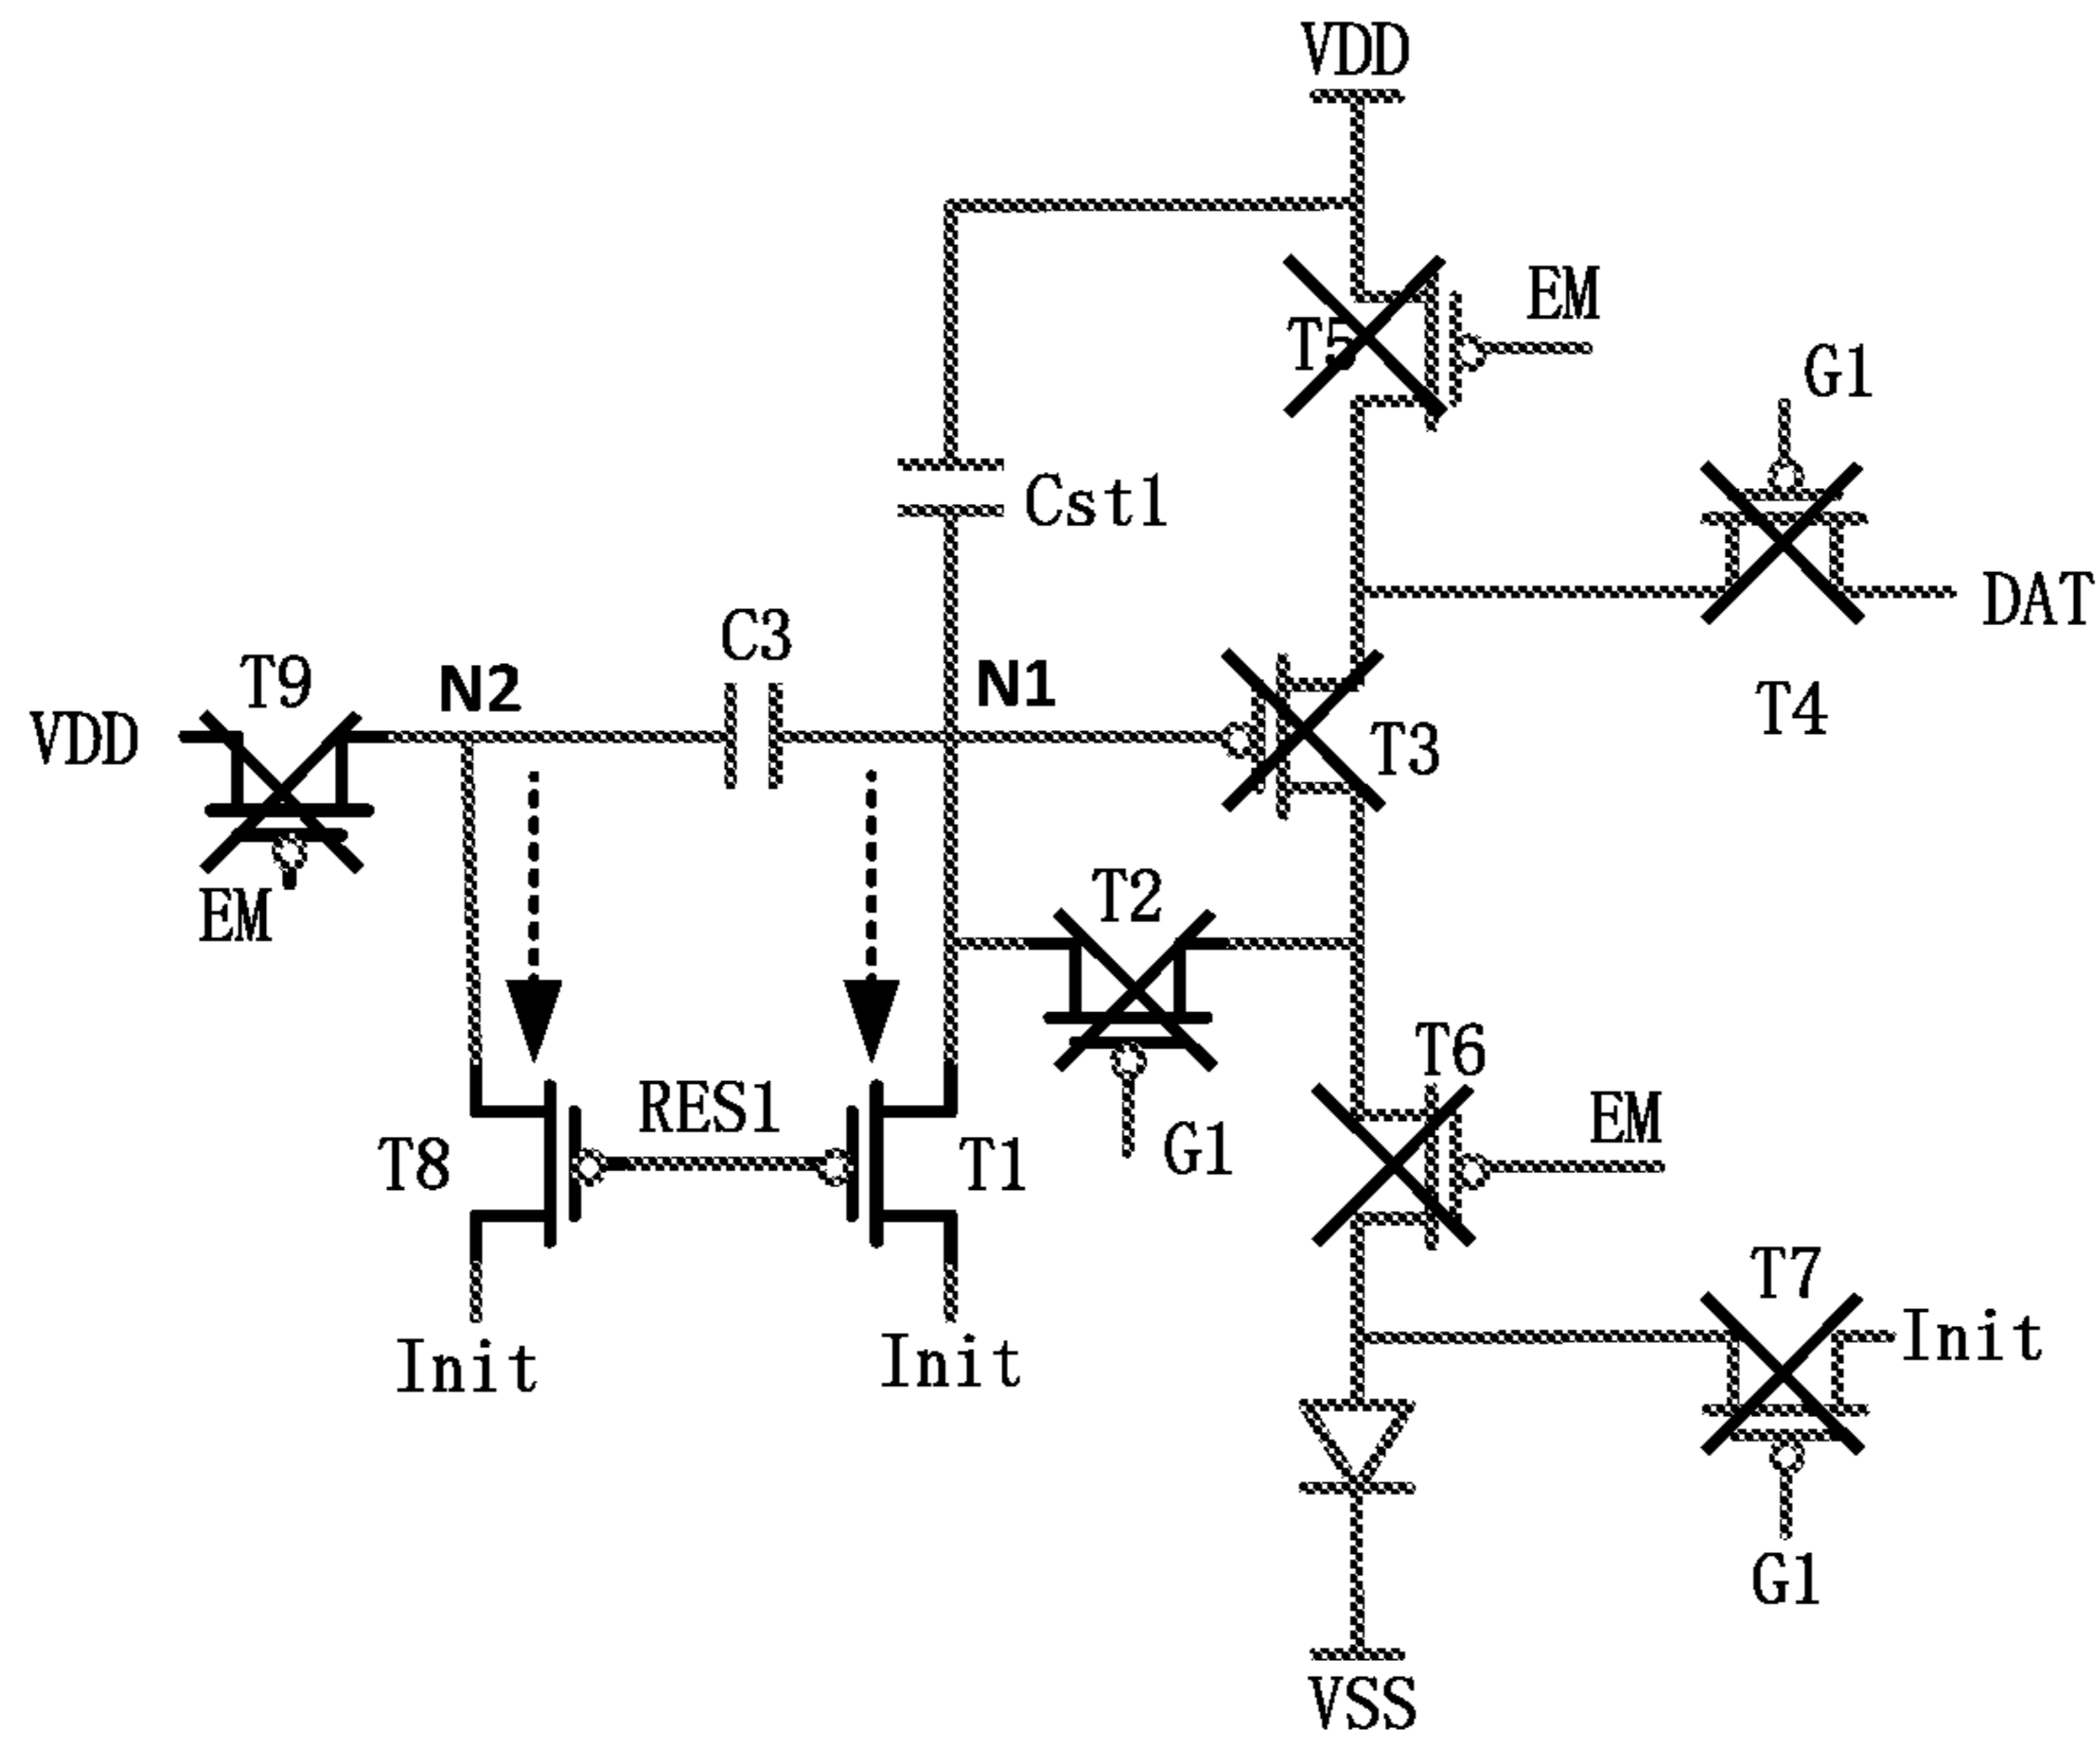 VDD
T5
EM
G1
Cst1
DAT
C3
T9
N2
N1
T4
VDD
T3
T2
EM
T6
RES1
EM
T8
T1
G1
T7
Init
Init
Init
G1
VSS